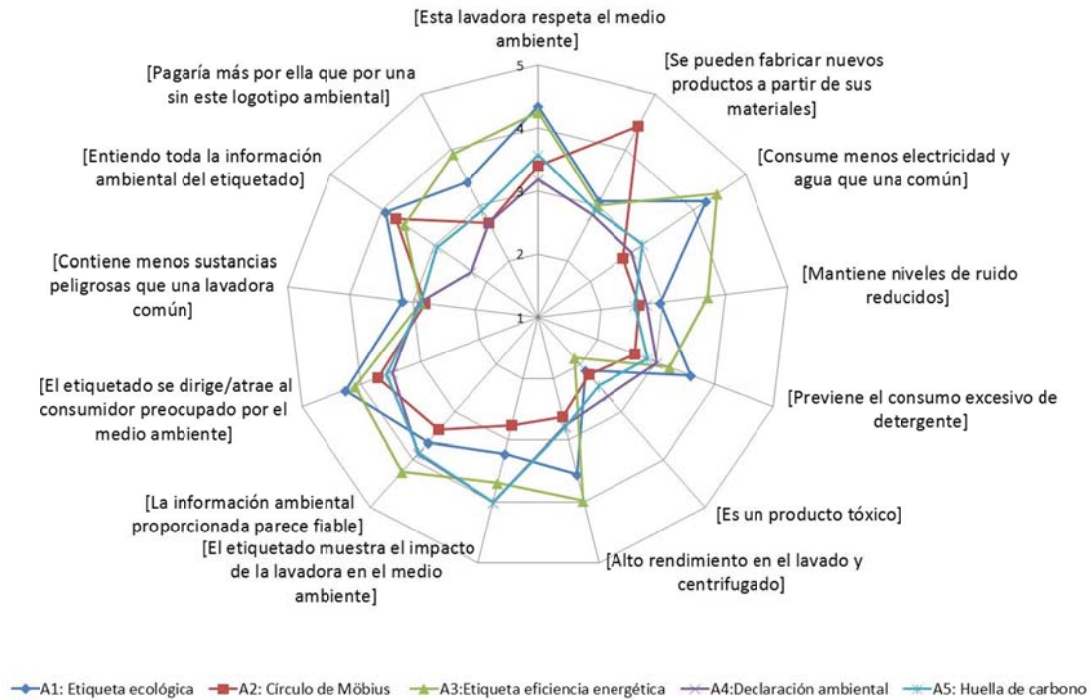 [Esta lavadora respeta el medio
ambiente]
[Se pueden fabricar nuevos
productos a partir de sus
materiales]
[Consume menos electricidad y
agua que una común]
[Mantiene niveles de ruido
reducidos]
[Previene el consumo excesivo de
detergente]
[Es un producto tóxico]
[Alto rendimiento en el lavado y
centrifugado]
[El etiquetado muestra el impacto
de la lavadora en el medio
ambiente]
[La información ambiental
proporcionada parece fiable]
[El etiquetado se dirige/atrae al
consumidor preocupado por el
medio ambiente]
[Contiene menos sustancias
peligrosas que una lavadora
común]
[Entiendo toda la información
ambiental del etiquetado]
[Pagaría más por ella que por una
sin este logotipo ambiental]
5
4
3
2
1
A1: Etiqueta ecológica
A2: Círculo de Möbius
A3:Etiqueta eficiencia energética
A4:Declaración ambiental
A5: Huella de carbono